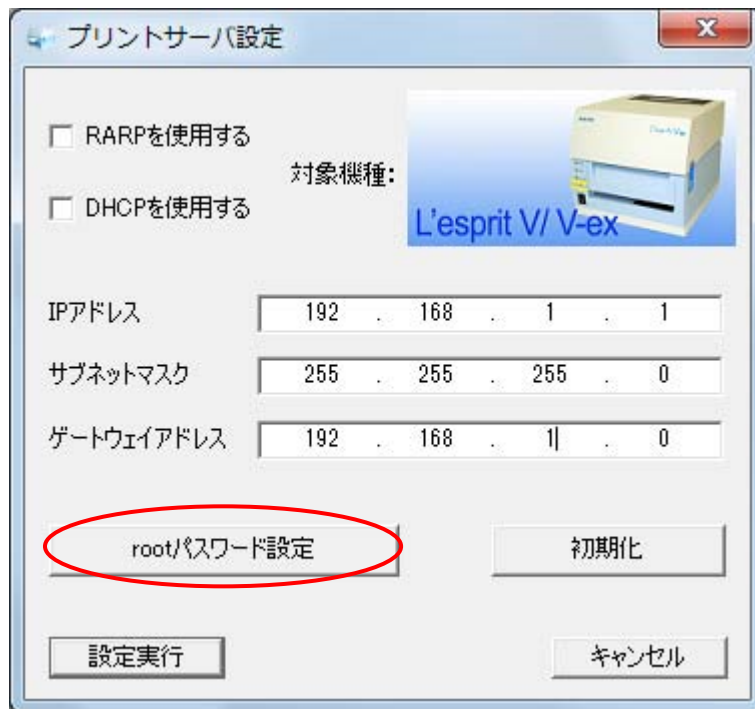 プリントサーバ設定
RARPを使用する
対象機種:
DHCPを使用する
L'esprit V/ V-ex
IPアドレス 192 . 168 . 1 . 1
サブネットマスク 255 . 255 . 255 . 0
ゲートウェイアドレス 192 . 168 . 1 . 0
rootパスワード設定 初期化
設定実行 キャンセル